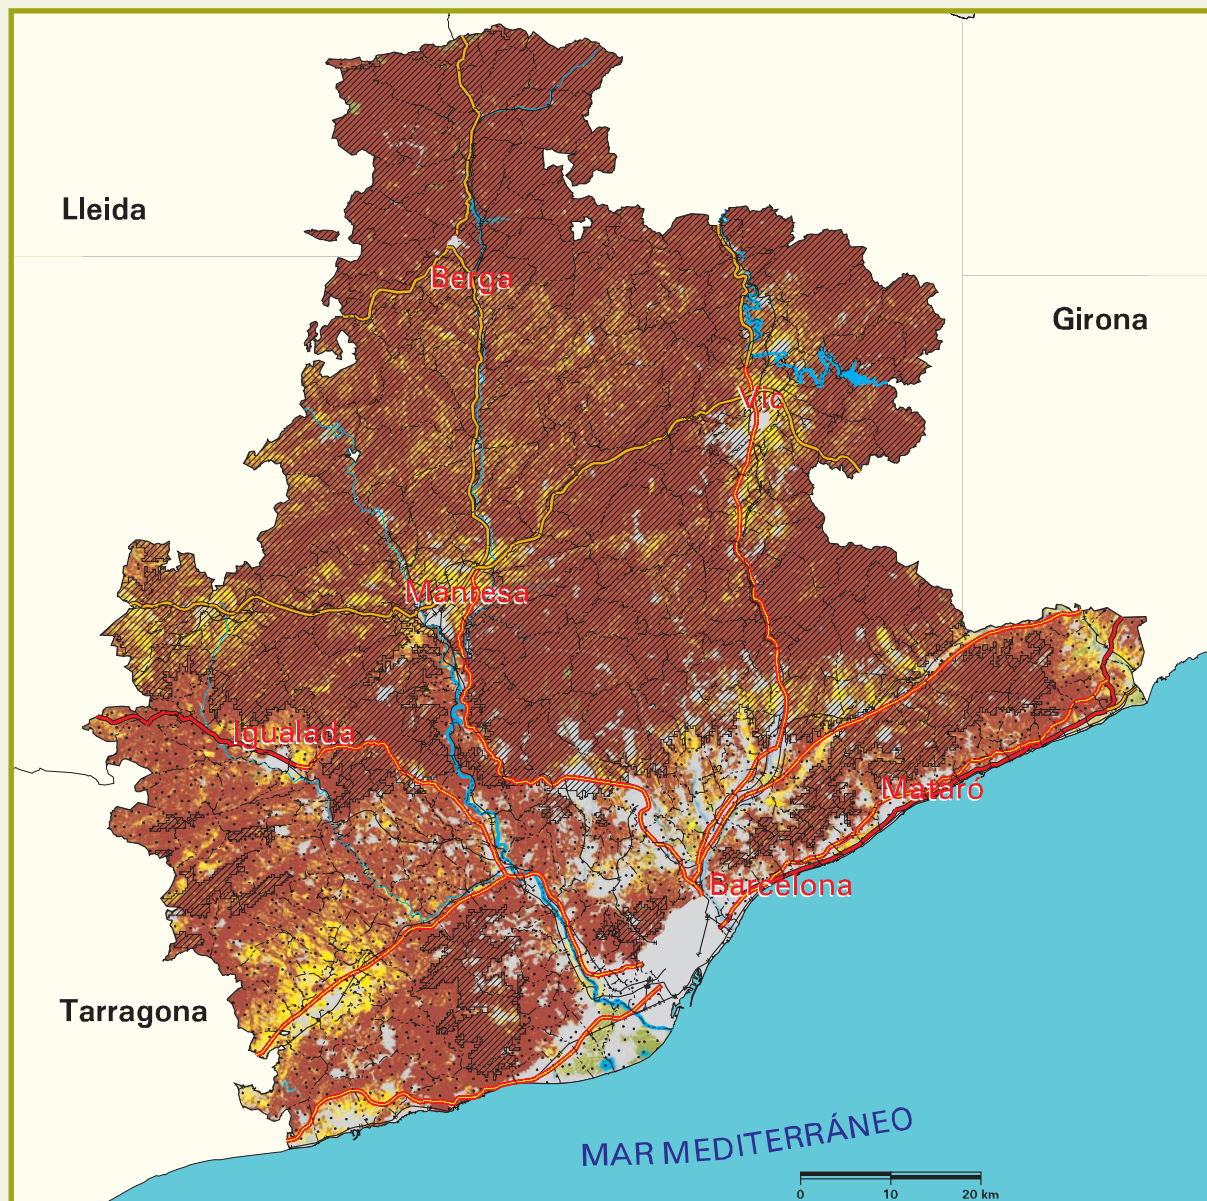 Lleida
Berga
Girona
Vic
Manresa
Igualada
Mataró
Barcelona
Tarragona
MAR MEDITERRÁNEO
0 10 20 km